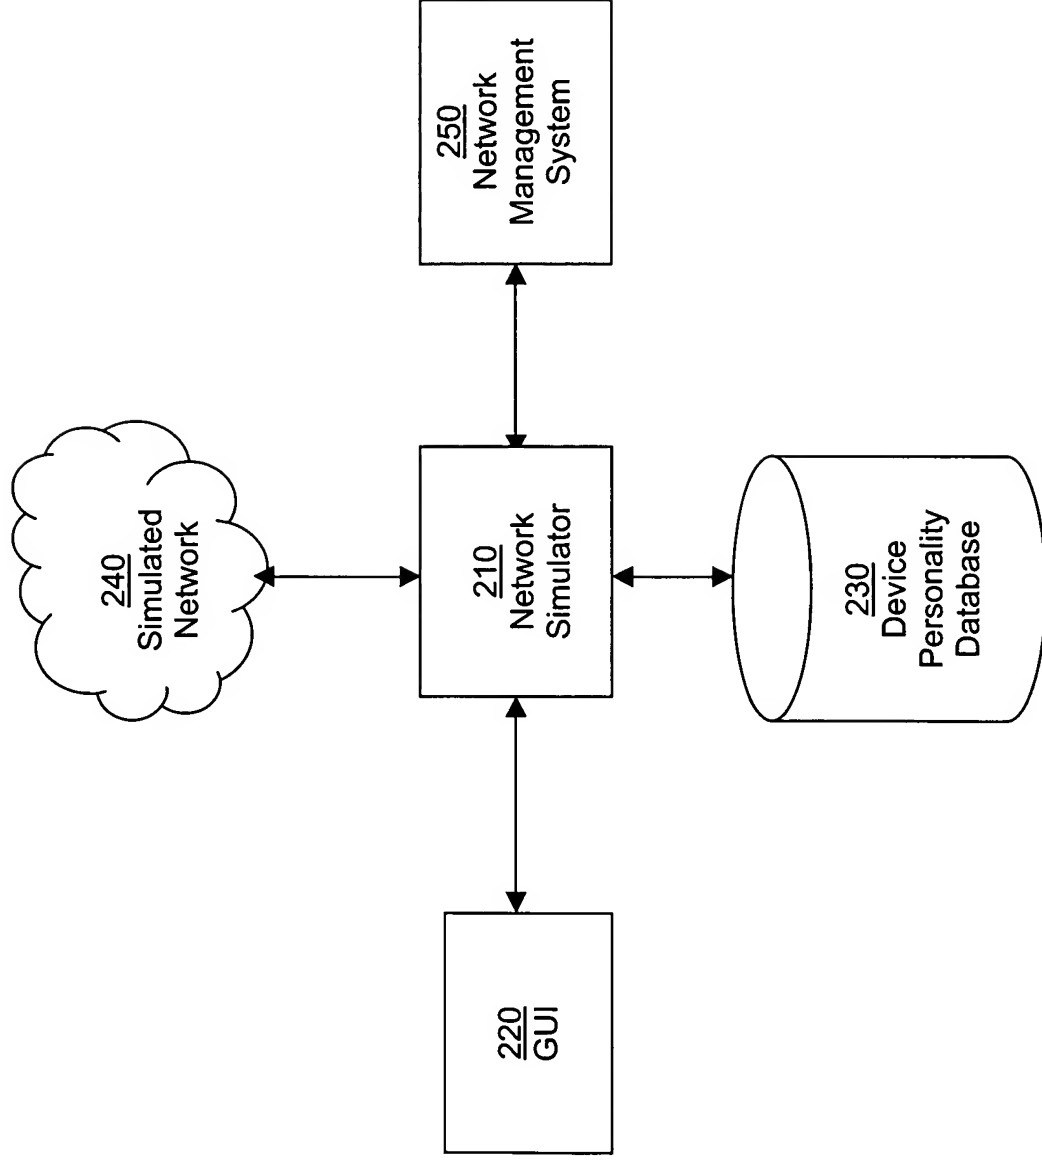 240
Simulated
Network
220
GUI
210
Network
Simulator
250
Network
Management
System
230
Device
Personality
Database